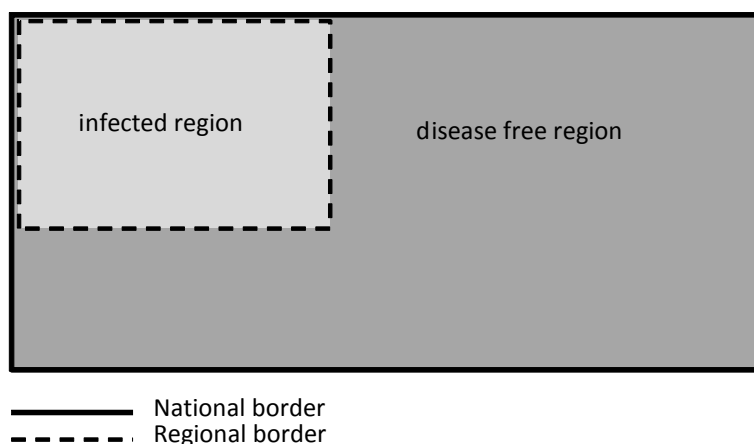 infected region
disease free region
National border
Regional border